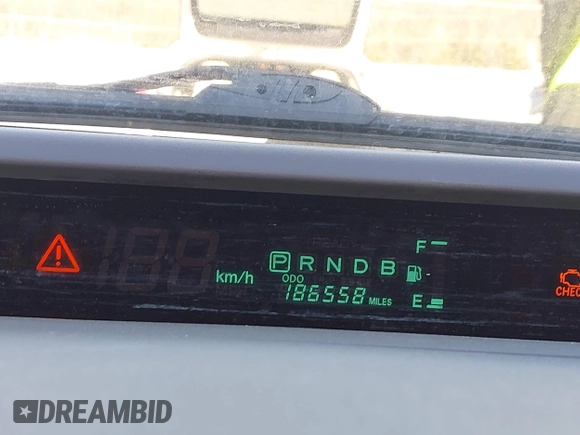 F
P R N D B
km/h
ODO
186558 MILES
E
CHEC
DREAMBID